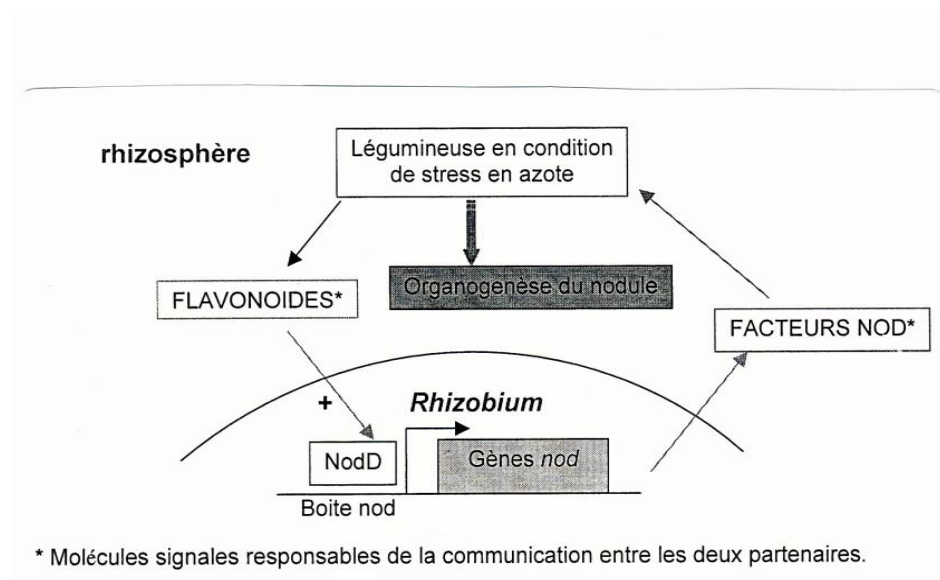 rhizosphère
Légumineuse en condition
de stress en azote
FLAVONOIDES*
Organogenèse du nodule
FACTEURS NOD*
+
Rhizobium
NodD
Gènes nod
Boite nod
* Molécules signales responsables de la communication entre les deux partenaires.